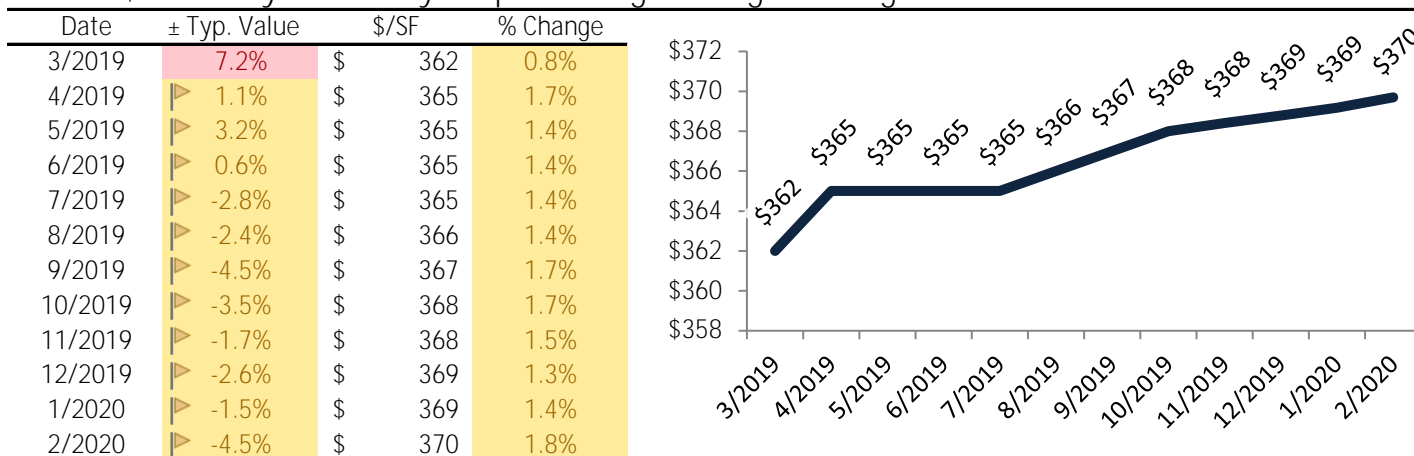 Date ± Typ. Value $/SF % Change
3/2019 7.2% $ 362 0.8%
4/2019 1.1% $ 365 1.7%
5/2019 3.2% $ 365 1.4%
6/2019 0.6% $ 365 1.4%
7/2019 -2.8% $ 365 1.4%
8/2019 -2.4% $ 366 1.4%
9/2019 -4.5% $ 367 1.7%
10/2019 -3.5% $ 368 1.7%
11/2019 -1.7% $ 368 1.5%
12/2019 -2.6% $ 369 1.3%
1/2020 -1.5% $ 369 1.4%
2/2020 -4.5% $ 370 1.8%
$372
$370
$368
$366
$364
$362
$360
$358
$362
$365
$365
$365
$365
$366
$367
$368
$368
$369
$369
$370
3/2019
4/2019
5/2019
6/2019
7/2019
8/2019
9/2019
10/2019
11/2019
12/2019
1/2020
2/2020